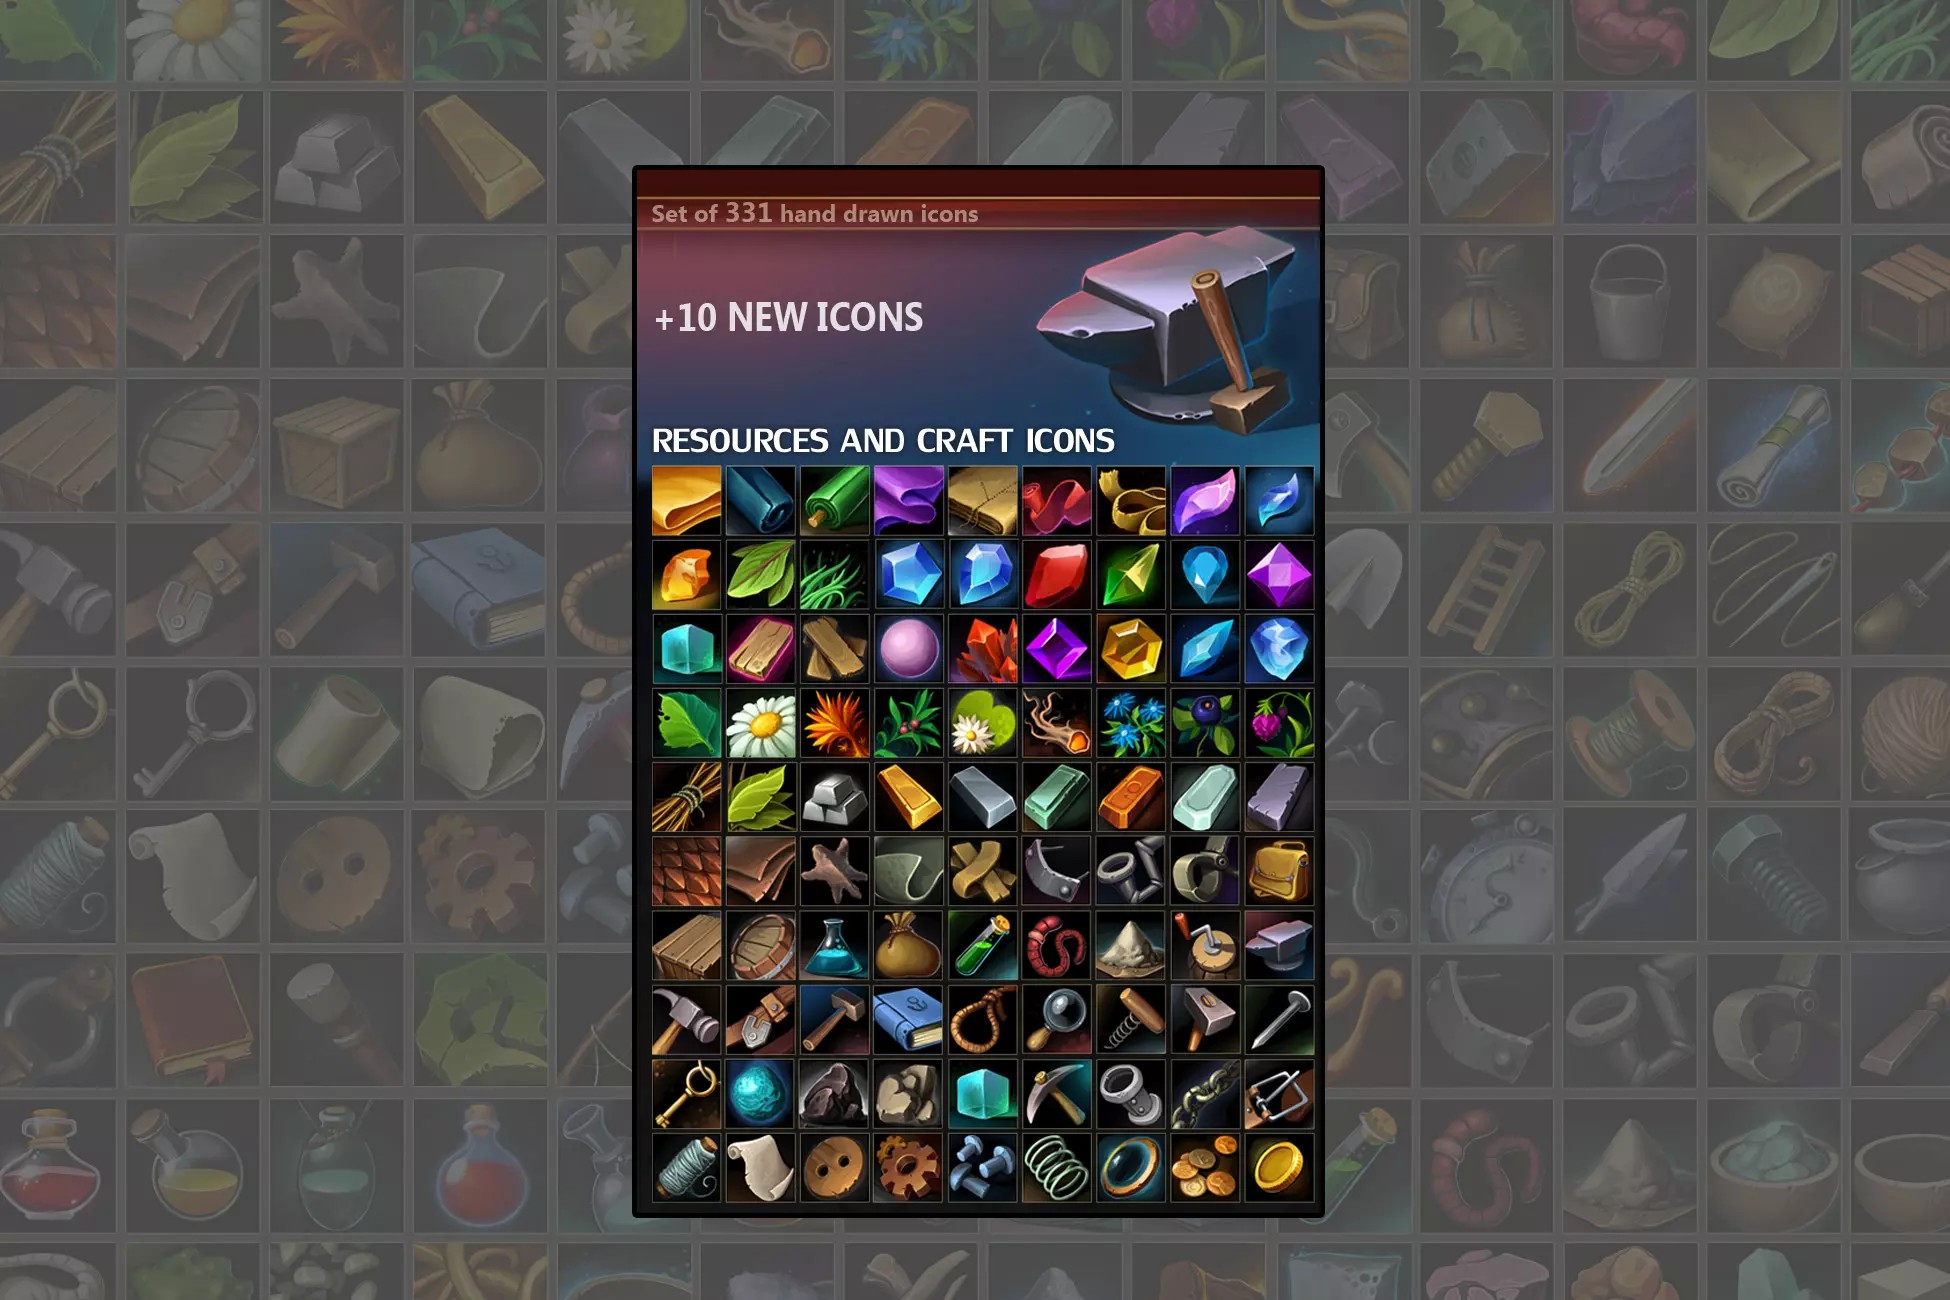 Set of 331 hand drawn icons
+10 NEW ICONS
RESOURCES AND CRAFT ICONS